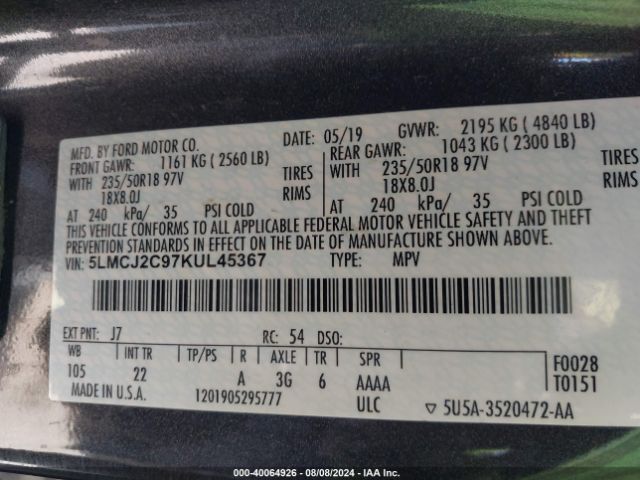 MFD. BY FORD MOTOR CO.
DATE: 05/19 GVWR: 2195 KG ( 4840 LB)
FRONT GAWR: 1161 KG ( 2560 LB) REAR GAWR: 1043 KG ( 2300 LB)
WITH 235/50R18 97V TIRES WITH 235/50R18 97V TIRES
18X8.0J RIMS 18X8.0J RIMS
AT 240 kPa/ 35 PSI COLD AT 240 kPa/ 35 PSI COLD
THIS VEHICLE CONFORMS TO ALL APPLICABLE FEDERAL MOTOR VEHICLE SAFETY AND THEFT
PREVENTION STANDARDS IN EFFECT ON THE DATE OF MANUFACTURE SHOWN ABOVE.
VIN: 5LMCJ2C97KUL45367 TYPE: MPV
EXT PNT: J7 RC: 54 DSO:
WB INT TR TP/PS R AXLE TR SPR
105 22 A 3G 6 AAAA
F0028
T0151
MADE IN U.S.A. 1201905295777 ULC ▽ 5U5A-3520472-AA
000-40064926 - 08/08/2024 - IAA Inc.